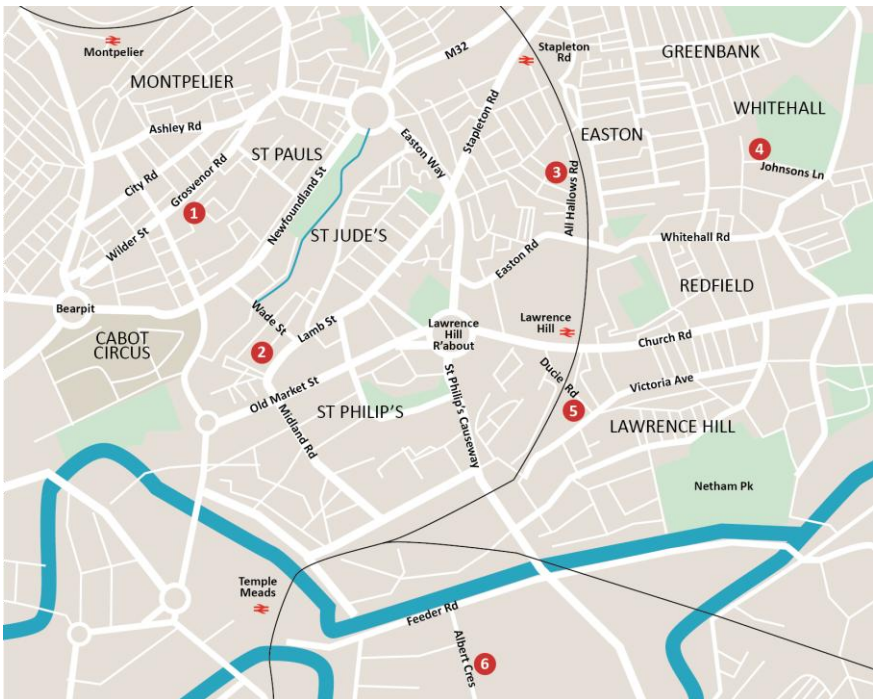 Montpelier
M32
Stapleton
Rd
GREENBANK
MONTPELIER
WHITEHALL
Stapleton Rd
Ashley Rd
ST PAULS
Easton Way
EASTON
4
City Rd
Grosvenor Rd
3
Johnsons Ln
Newfoundland St
All Hallows Rd
1
Wilder St
ST JUDE'S
Easton Rd
Whitehall Rd
REDFIELD
Bearpit
Wade St
Lamb St
Lawrence
Hill
R'about
Lawrence
Hill
Church Rd
CABOT
CIRCUS
2
Old Market St
Ducie Rd
Victoria Ave
ST PHILIP'S
Midland Rd
St Philip's Causeway
5
LAWRENCE HILL
Netham Pk
Temple
Meads
Feeder Rd
Albert Cres
6